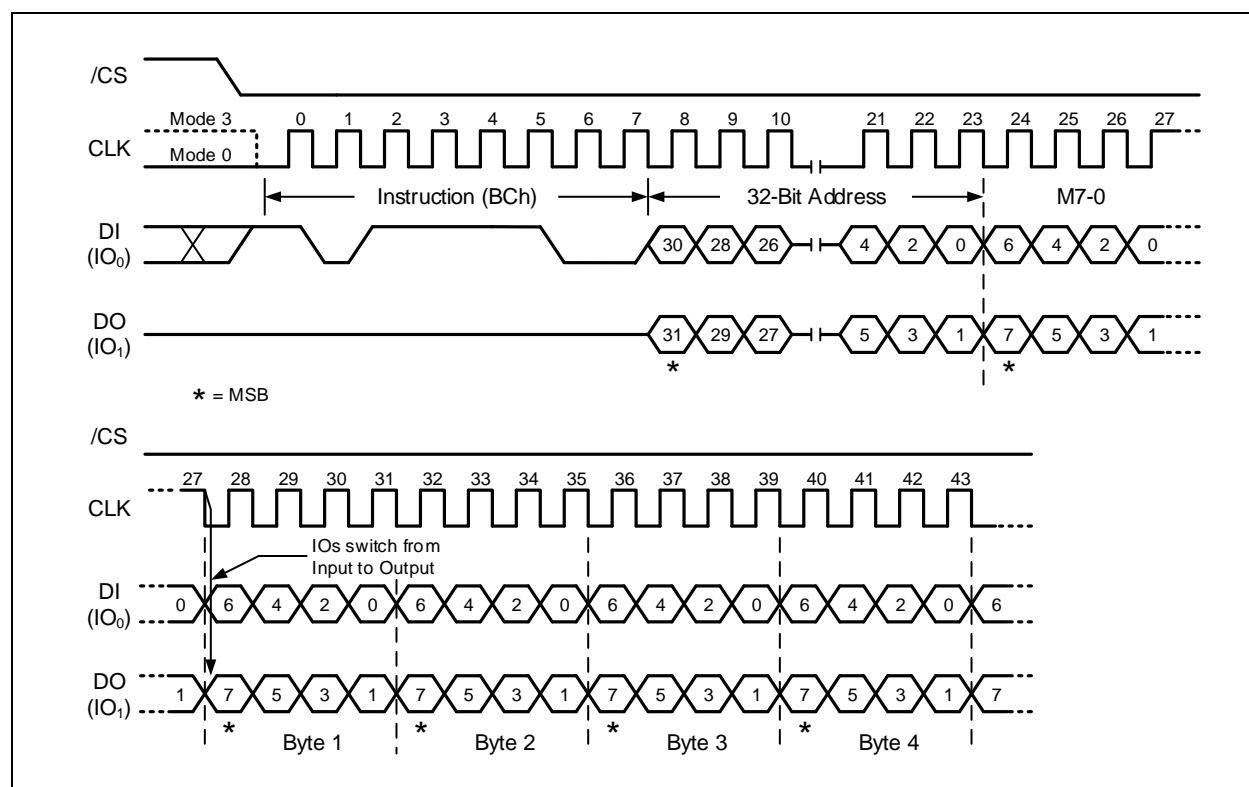 /CS
Mode 3 0 1 2 3 4 5 6 7 8 9 10 21 22 23 24 25 26 27
CLK
Mode 0
Instruction (BCh) 32-Bit Address M7-0
DI
(IO₀) 30 28 26 4 2 0 6 4 2 0
DO
(IO₁) 31 29 27 5 3 1 7 5 3 1
* *
* = MSB
/CS
27 28 29 30 31 32 33 34 35 36 37 38 39 40 41 42 43
CLK
IOs switch from
Input to Output
DI
(IO₀) 0 6 4 2 0 6 4 2 0 6 4 2 0 6 4 2 0 6
DO
(IO₁) 1 7 5 3 1 7 5 3 1 7 5 3 1 7 5 3 1 7
* * * *
Byte 1 Byte 2 Byte 3 Byte 4